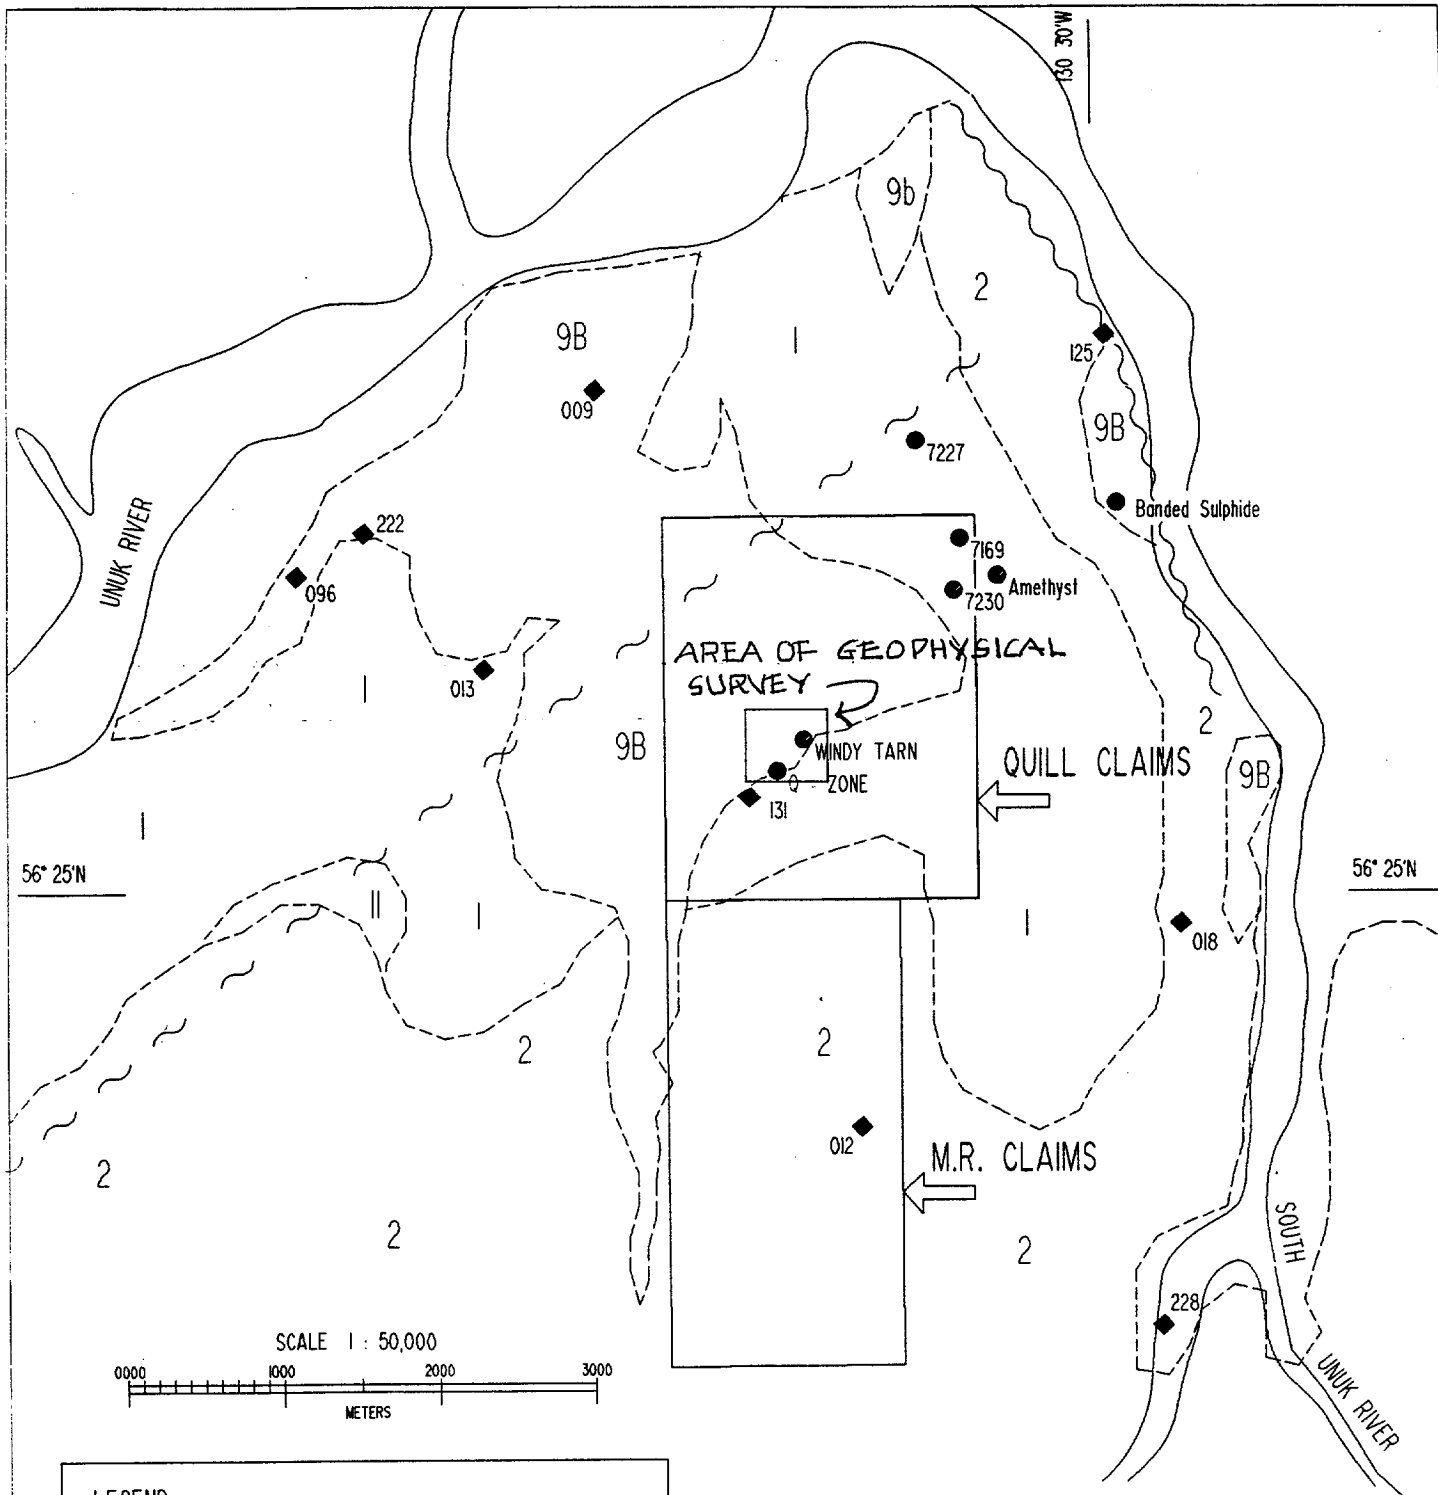 130 30'W
9b
2
9B
1
125
009
9B
7227
Banded Sulphide
222
UNUK RIVER
7169
096
Amethyst
7230
AREA OF GEOPHYSICAL
SURVEY
013
1
2
9B
WINDY TARN
QUILL CLAIMS
9B
Q ZONE
131
1
56° 25'N
56° 25'N
11
1
1
018
2
2
012
M.R. CLAIMS
2
2
2
SOUTH
228
SCALE 1 : 50,000
0000 1000 2000 3000
METERS
UNUK RIVER
LEGEND